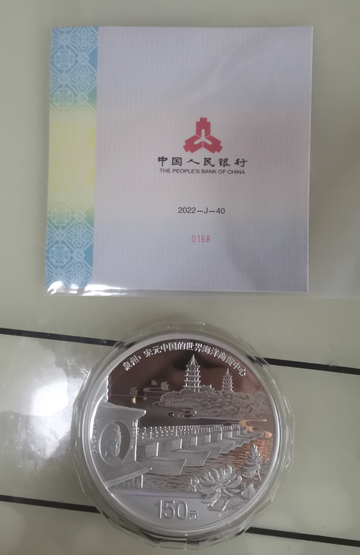 中国人民银行
THE PEOPLE'S BANK OF CHINA
2022—J—40
0168
泉州：宋元中国的世界海洋商贸中心
150元